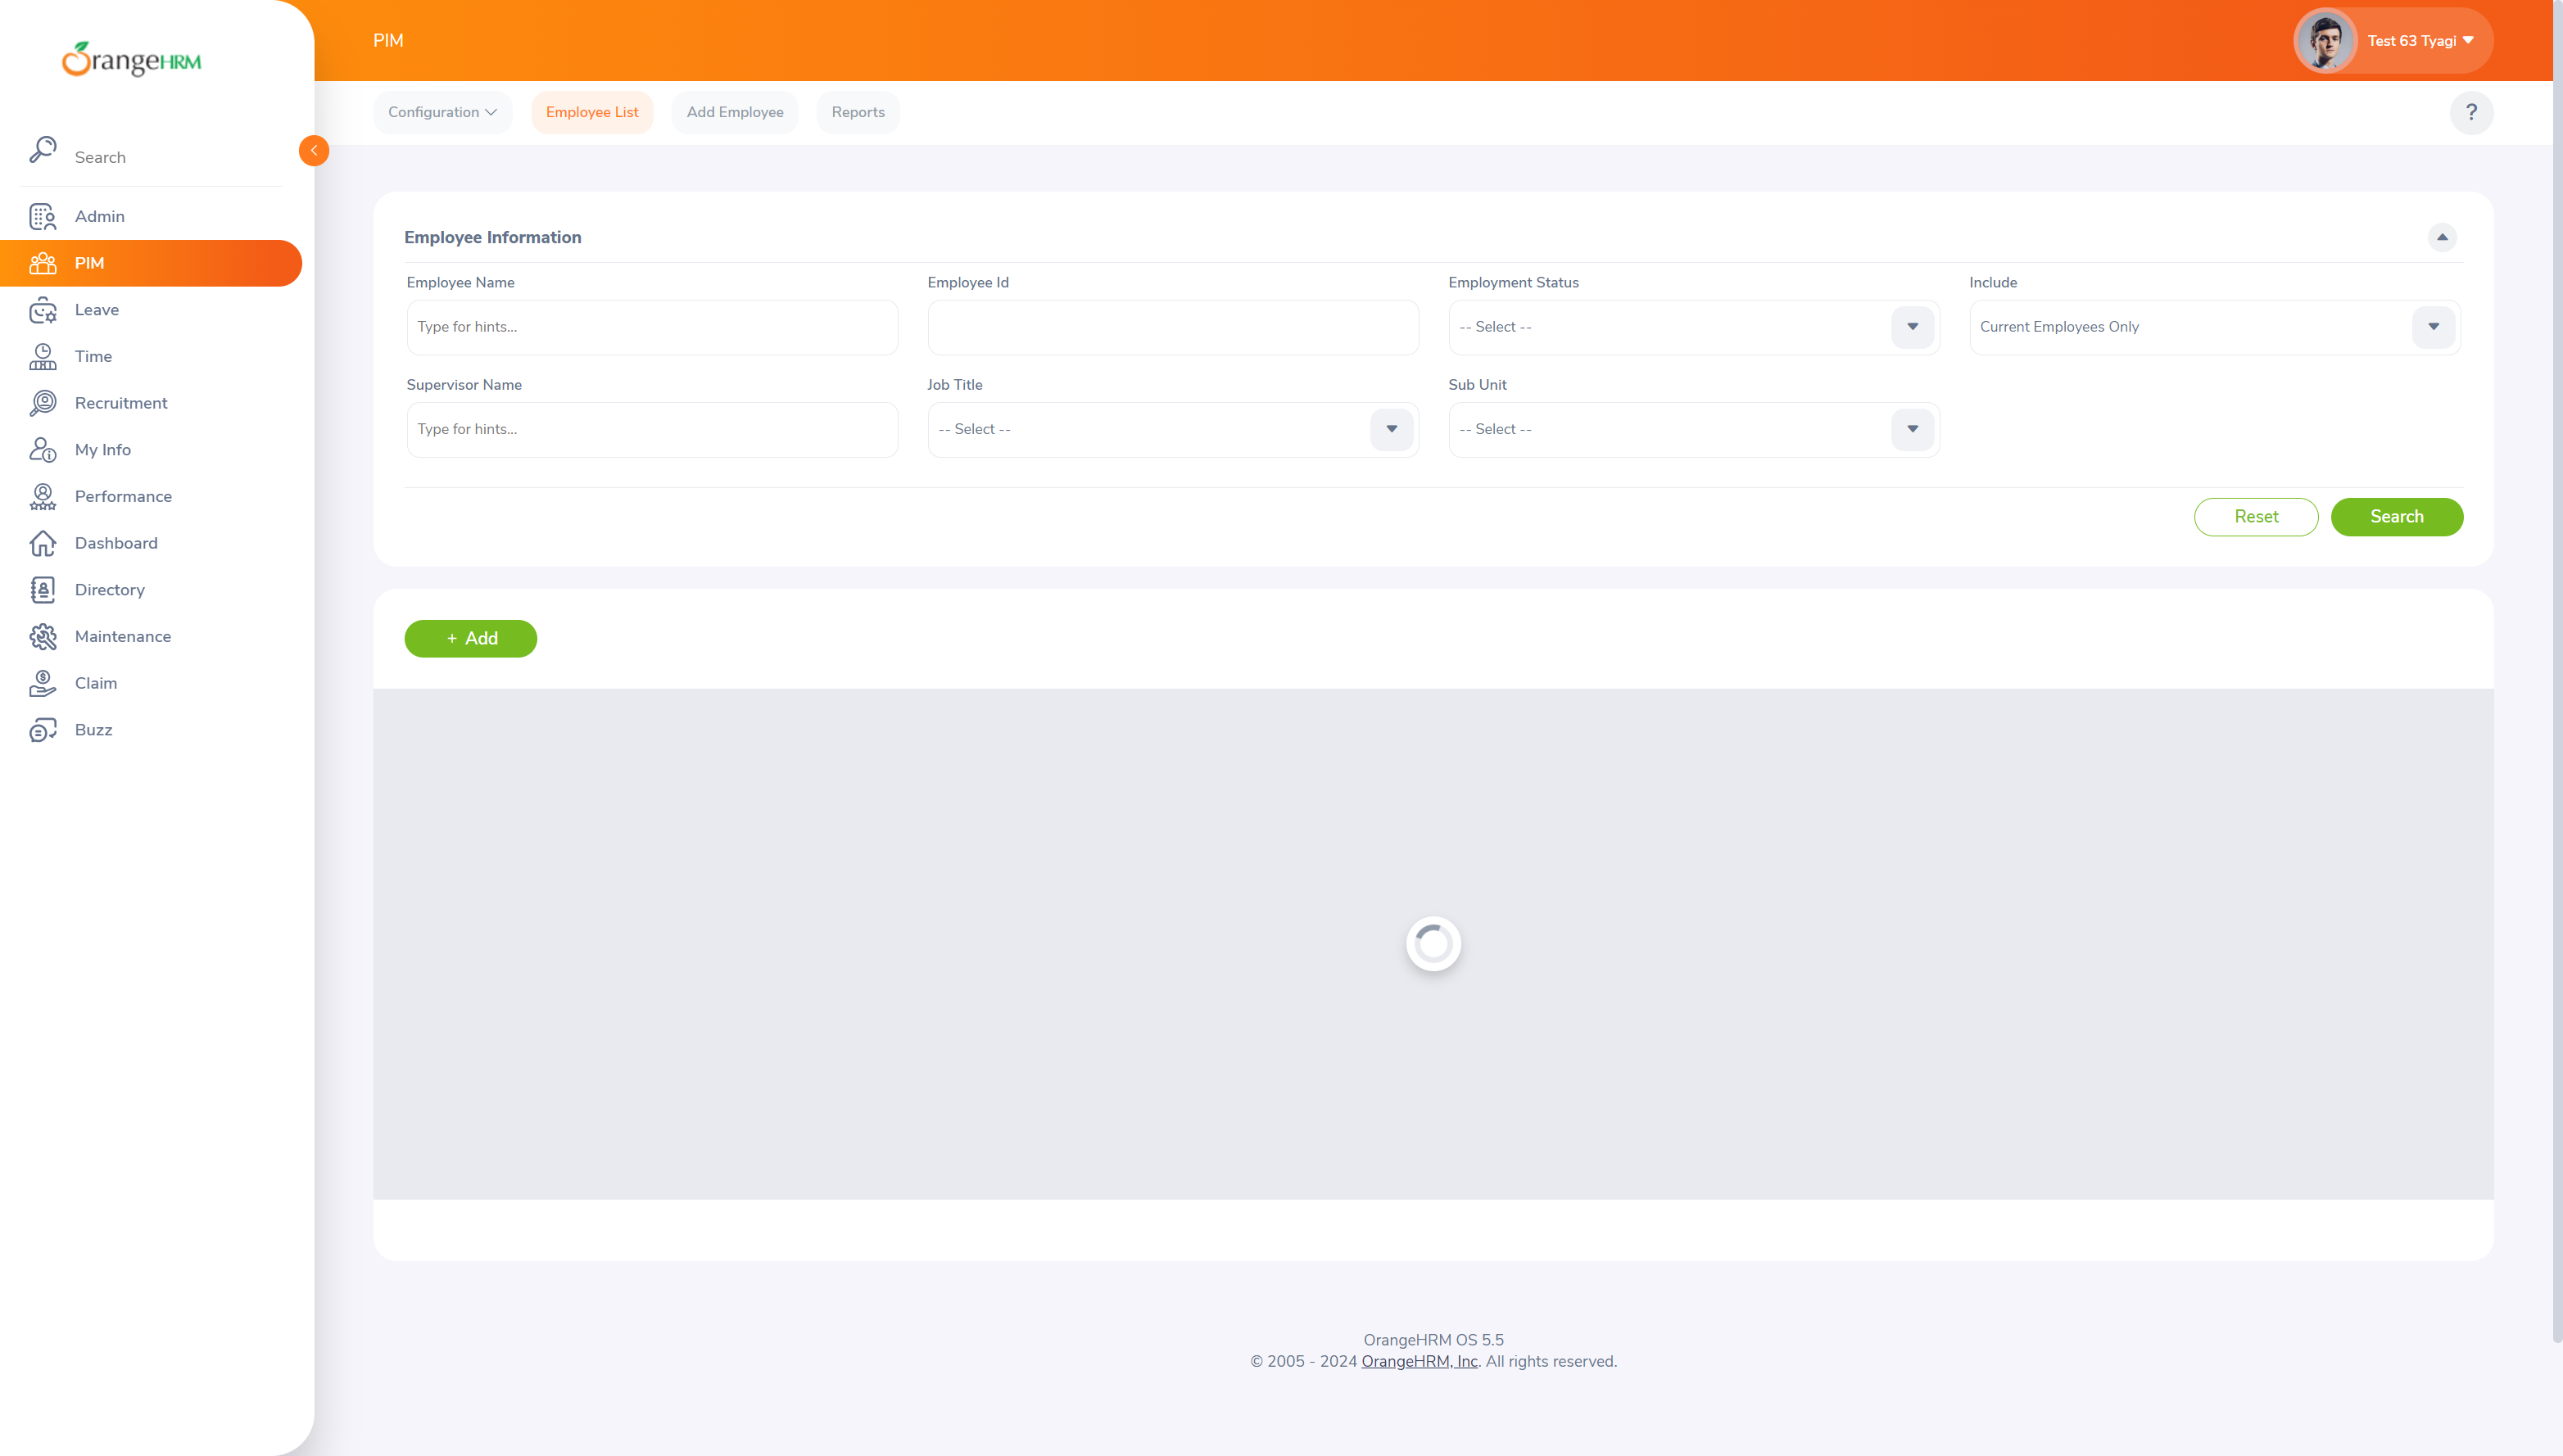 OrangeHRM
PIM
Test 63 Tyagi
Configuration
Employee List
Add Employee
Reports
?
Search
Admin
PIM
Leave
Time
Recruitment
My Info
Performance
Dashboard
Directory
Maintenance
Claim
Buzz
Employee Information
Employee Name
Employee Id
Employment Status
Include
Type for hints...
-- Select --
Current Employees Only
Supervisor Name
Job Title
Sub Unit
Type for hints...
-- Select --
-- Select --
Reset
Search
+ Add
OrangeHRM OS 5.5
© 2005 - 2024 OrangeHRM, Inc. All rights reserved.